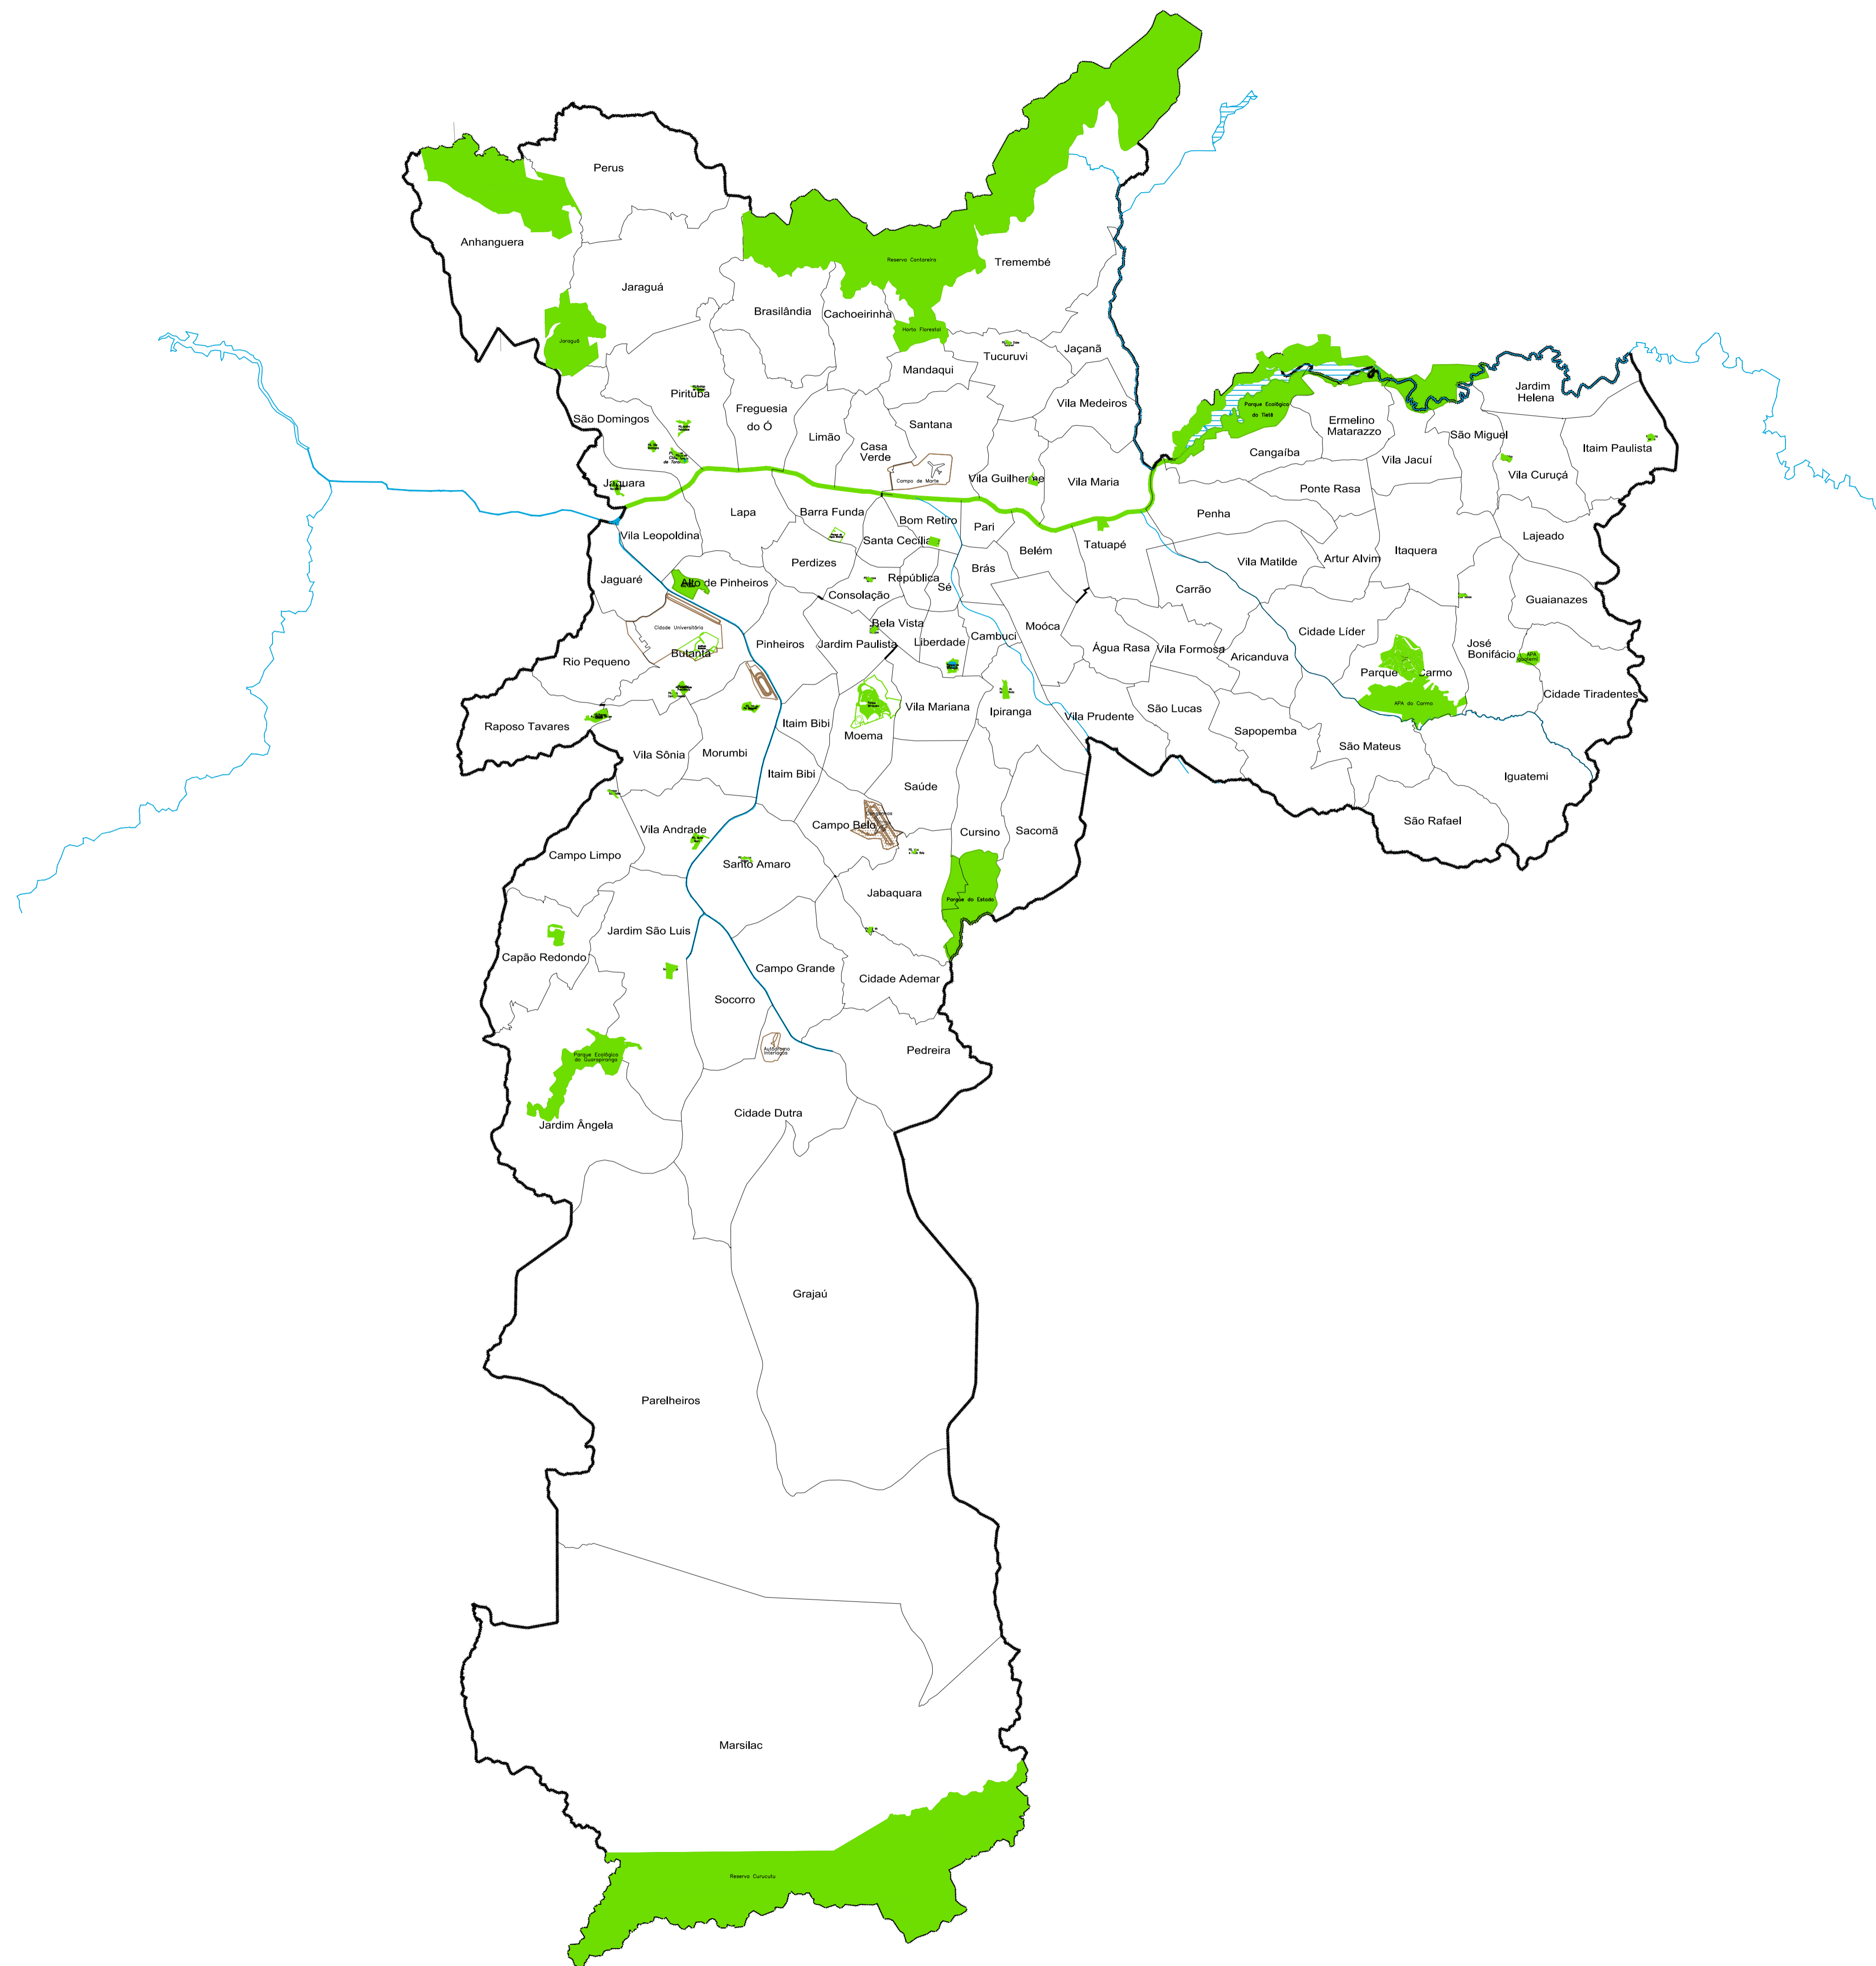 Perus
Anhanguera
Reserva Cantareira
Tremembé
Jaraguá
Brasilândia
Cachoeirinha
Horto Florestal
Jaraguá
Tucuruvi
Jaçanã
Mandaqui
Pirituba
Vila Medeiros
Freguesia
do Ó
São Domingos
Limão
Santana
Casa
Verde
Campo de Marte
Vila Guilherme
Vila Maria
Jaguara
Parque Ecológico
do Tietê
Ermelino
Matarazzo
Jardim
Helena
São Miguel
Itaim Paulista
Cangaíba
Vila Jacuí
Vila Curuçá
Ponte Rasa
Penha
Lapa
Barra Funda
Bom Retiro
Pari
Vila Leopoldina
Santa Cecília
Belém
Tatuapé
Itaquera
Lajeado
Perdizes
Brás
Vila Matilde
Artur Alvim
Jaguaré
Alto de Pinheiros
República
Sé
Carrão
Consolação
Guaianazes
Cidade Universitária
Bela Vista
Cidade Líder
Pinheiros
Jardim Paulista
Liberdade
Cambuci
Moóca
José
Bonifácio
APA
Iguatemi
Butantã
Rio Pequeno
Água Rasa
Vila Formosa
Aricanduva
Parque
Carmo
Cidade Tiradentes
APA do Carmo
Raposo Tavares
Itaim Bibi
Moema
Vila Mariana
Ipiranga
Vila Prudente
São Lucas
Sapopemba
São Mateus
Vila Sônia
Morumbi
Itaim Bibi
Saúde
Iguatemi
São Rafael
Vila Andrade
Campo Belo
Cursino
Sacomã
Campo Limpo
Santo Amaro
Jabaquara
Parque do Estado
Jardim São Luis
Capão Redondo
Campo Grande
Cidade Ademar
Socorro
Autódromo
Interlagos
Pedreira
Parque Ecológico
do Guarapiranga
Cidade Dutra
Jardim Ângela
Grajaú
Parelheiros
Marsilac
Reserva Curucutu